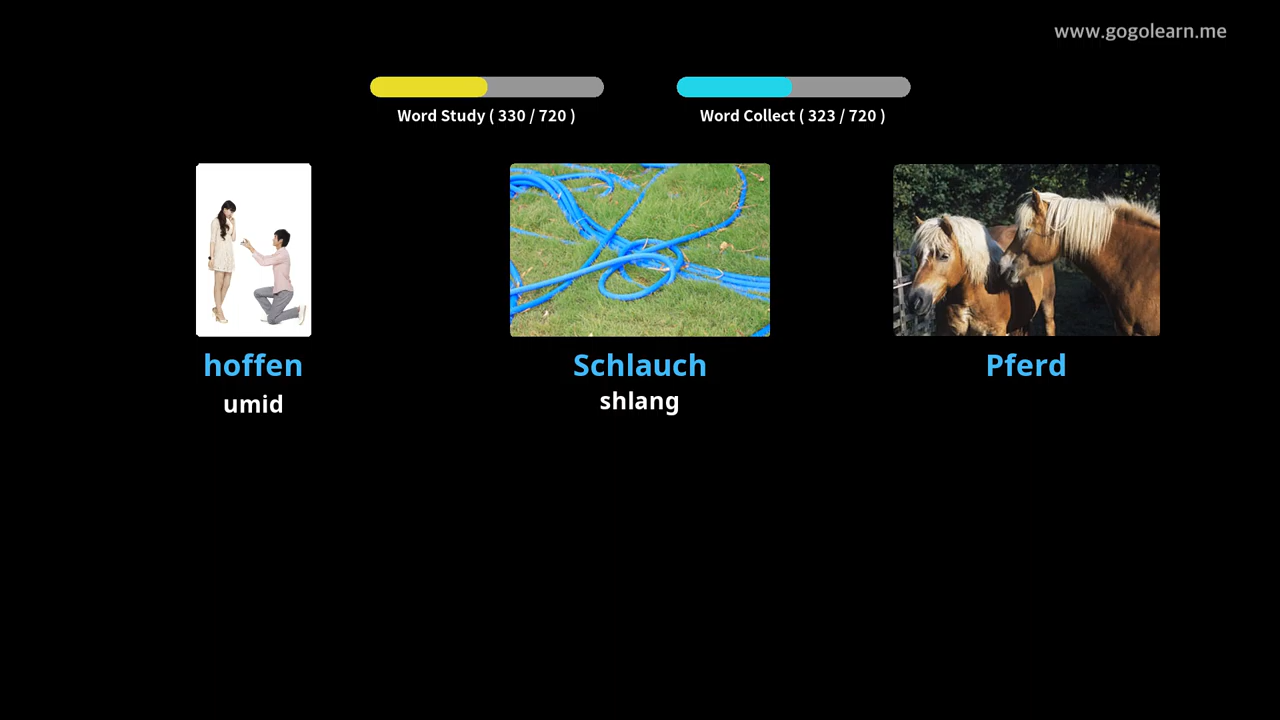 www.gogolearn.me
Word Study ( 330 / 720 )
Word Collect ( 323 / 720 )
hoffen
Schlauch
Pferd
umid
shlang